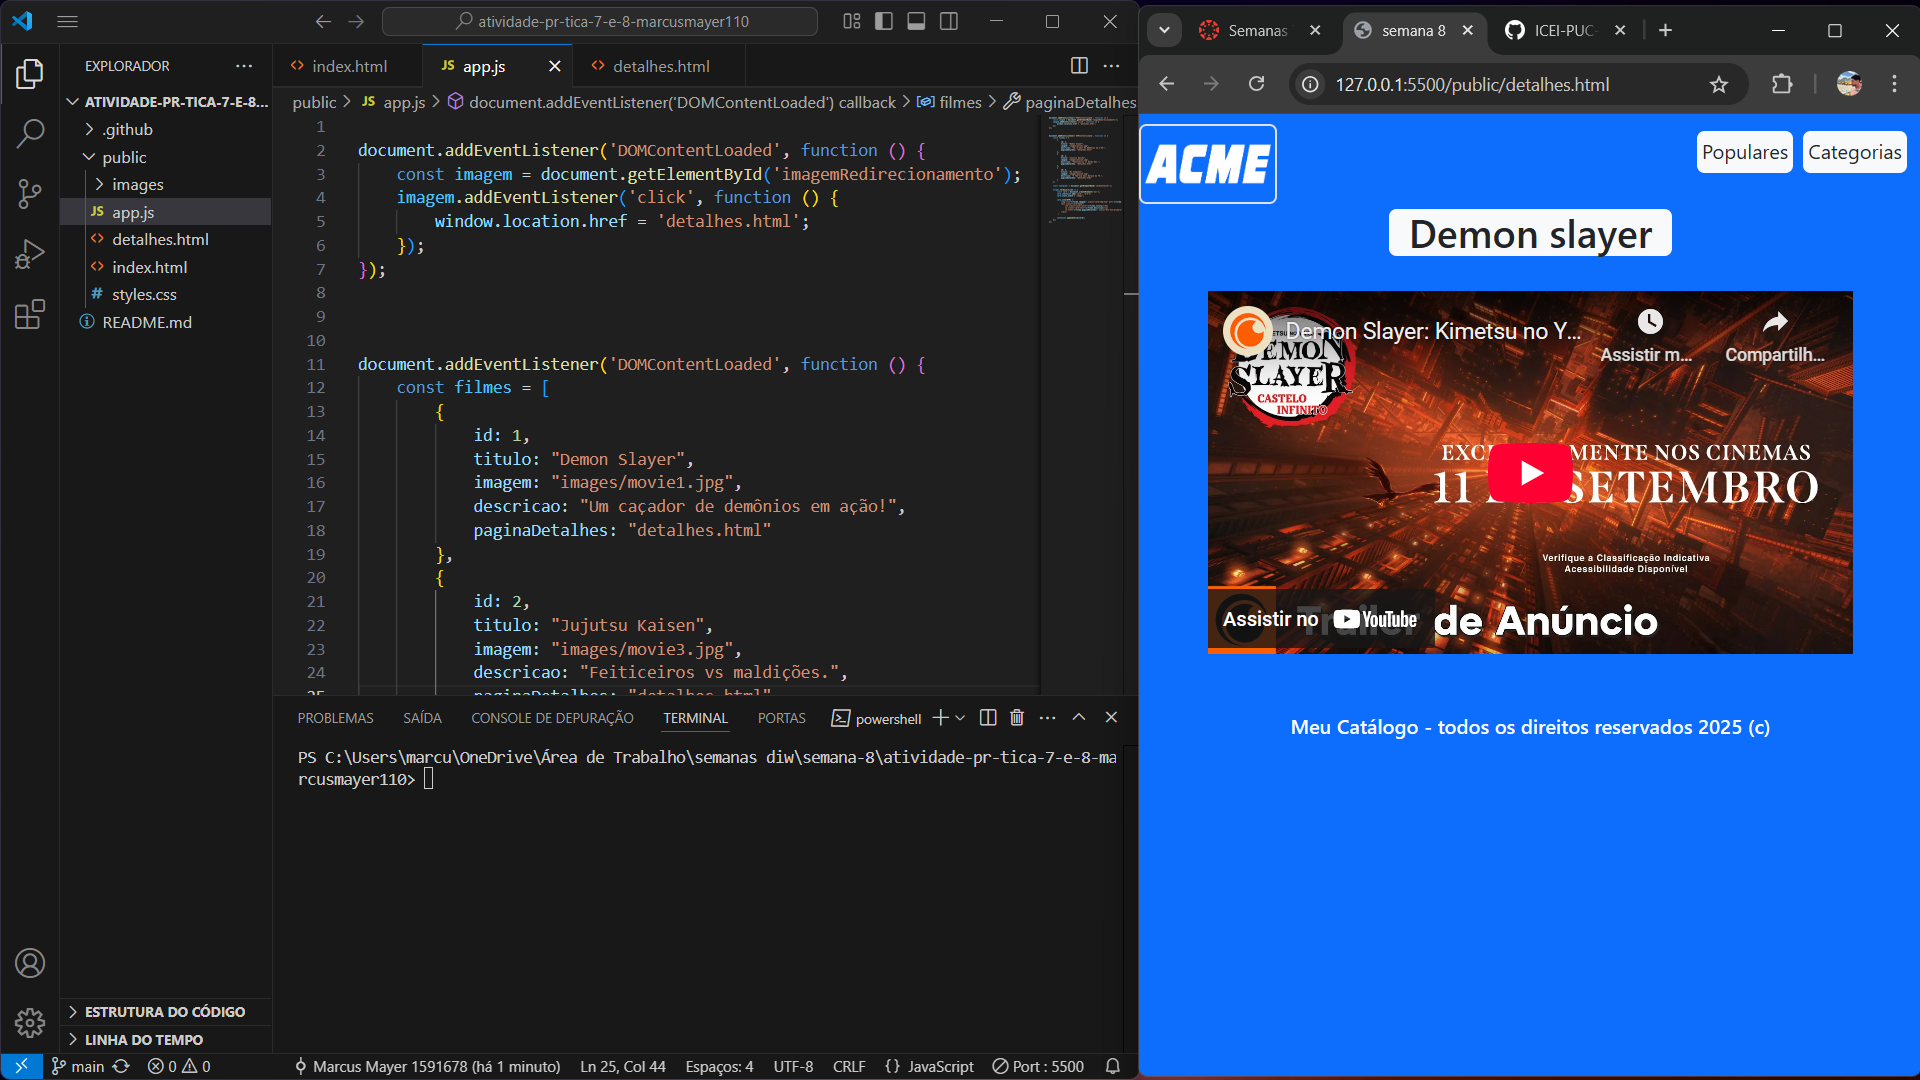 atividade-pr-tica-7-e-8-marcusmayer110
EXPLORADOR
ATIVIDADE-PR-TICA-7-E-8...
.github
public
images
JS app.js
<> detalhes.html
<> index.html
# styles.css
README.md
ESTRUTURA DO CÓDIGO
LINHA DO TEMPO
<> index.html
JS app.js
<> detalhes.html
public > JS app.js > document.addEventListener('DOMContentLoaded') callback > filmes > paginaDetalhes
1
2 document.addEventListener('DOMContentLoaded', function () {
3 const imagem = document.getElementById('imagemRedirecionamento');
4 imagem.addEventListener('click', function () {
5 window.location.href = 'detalhes.html';
6 });
7 });
8
9
10
11 document.addEventListener('DOMContentLoaded', function () {
12 const filmes = [
13 {
14 id: 1,
15 titulo: "Demon Slayer",
16 imagem: "images/movie1.jpg",
17 descricao: "Um caçador de demônios em ação!",
18 paginaDetalhes: "detalhes.html"
19 },
20 {
21 id: 2,
22 titulo: "Jujutsu Kaisen",
23 imagem: "images/movie3.jpg",
24 descricao: "Feiticeiros vs maldições.",
25 paginaDetalhes: "detalhes.html"
PROBLEMAS SAÍDA CONSOLE DE DEPURAÇÃO TERMINAL PORTAS powershell
PS C:\Users\marcu\OneDrive\Área de Trabalho\semanas diw\semana-8\atividade-pr-tica-7-e-8-ma
rcusmayer110>
main 0 0 Marcus Mayer 1591678 (há 1 minuto) Ln 25, Col 44 Espaços: 4 UTF-8 CRLF {} JavaScript Port : 5500
Semanas
semana 8
ICEI-PUC-
127.0.0.1:5500/public/detalhes.html
ACME
Populares
Categorias
Demon slayer
Demon Slayer: Kimetsu no Y...
Assistir m...
Compartilh...
DEMON
SLAYER
CASTELO
INFINITO
MENTE NOS CINEMAS
11 SETEMBRO
Verifique a Classificação Indicativa
Acessibilidade Disponível
Assistir no YouTube
Trailer de Anúncio
Meu Catálogo - todos os direitos reservados 2025 (c)